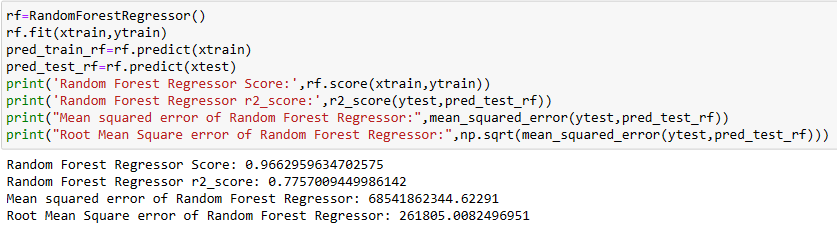 rf=RandomForestRegressor()
rf.fit(xtrain,ytrain)
pred_train_rf=rf.predict(xtrain)
pred_test_rf=rf.predict(xtest)
print('Random Forest Regressor Score:',rf.score(xtrain,ytrain))
print('Random Forest Regressor r2_score:',r2_score(ytest,pred_test_rf))
print("Mean squared error of Random Forest Regressor:",mean_squared_error(ytest,pred_test_rf))
print("Root Mean Square error of Random Forest Regressor:",np.sqrt(mean_squared_error(ytest,pred_test_rf)))
Random Forest Regressor Score: 0.9662959634702575
Random Forest Regressor r2_score: 0.7757009449986142
Mean squared error of Random Forest Regressor: 68541862344.62291
Root Mean Square error of Random Forest Regressor: 261805.0082496951